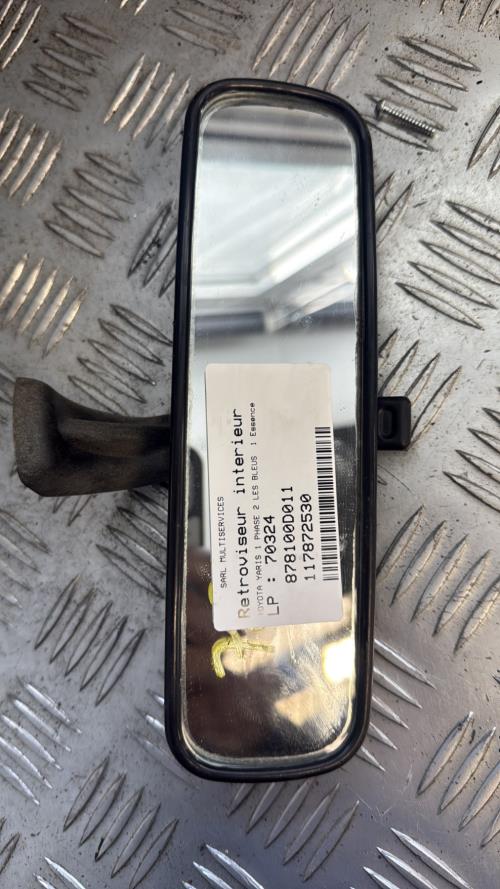 SARL MULTISERVICES
Retroviseur interieur
TOYOTA YARIS 1 PHASE 2 LES BLEUS 1 Essence
LP : 70324
878100D011
117872530